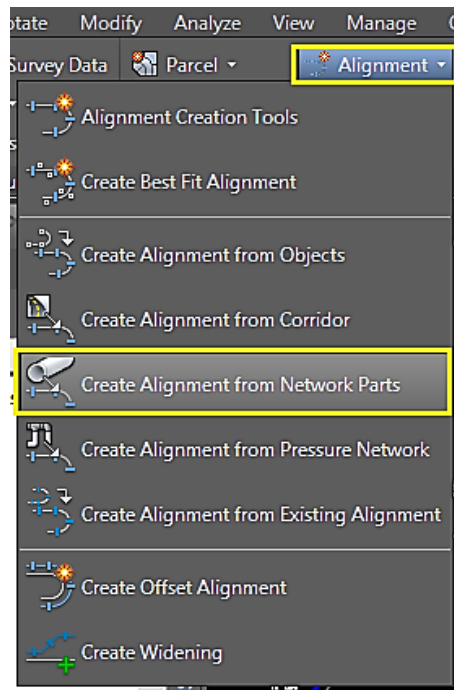 otate Modify Analyze View Manage
Survey Data Parcel Alignment
Alignment Creation Tools
Create Best Fit Alignment
Create Alignment from Objects
Create Alignment from Corridor
Create Alignment from Network Parts
Create Alignment from Pressure Network
Create Alignment from Existing Alignment
Create Offset Alignment
Create Widening